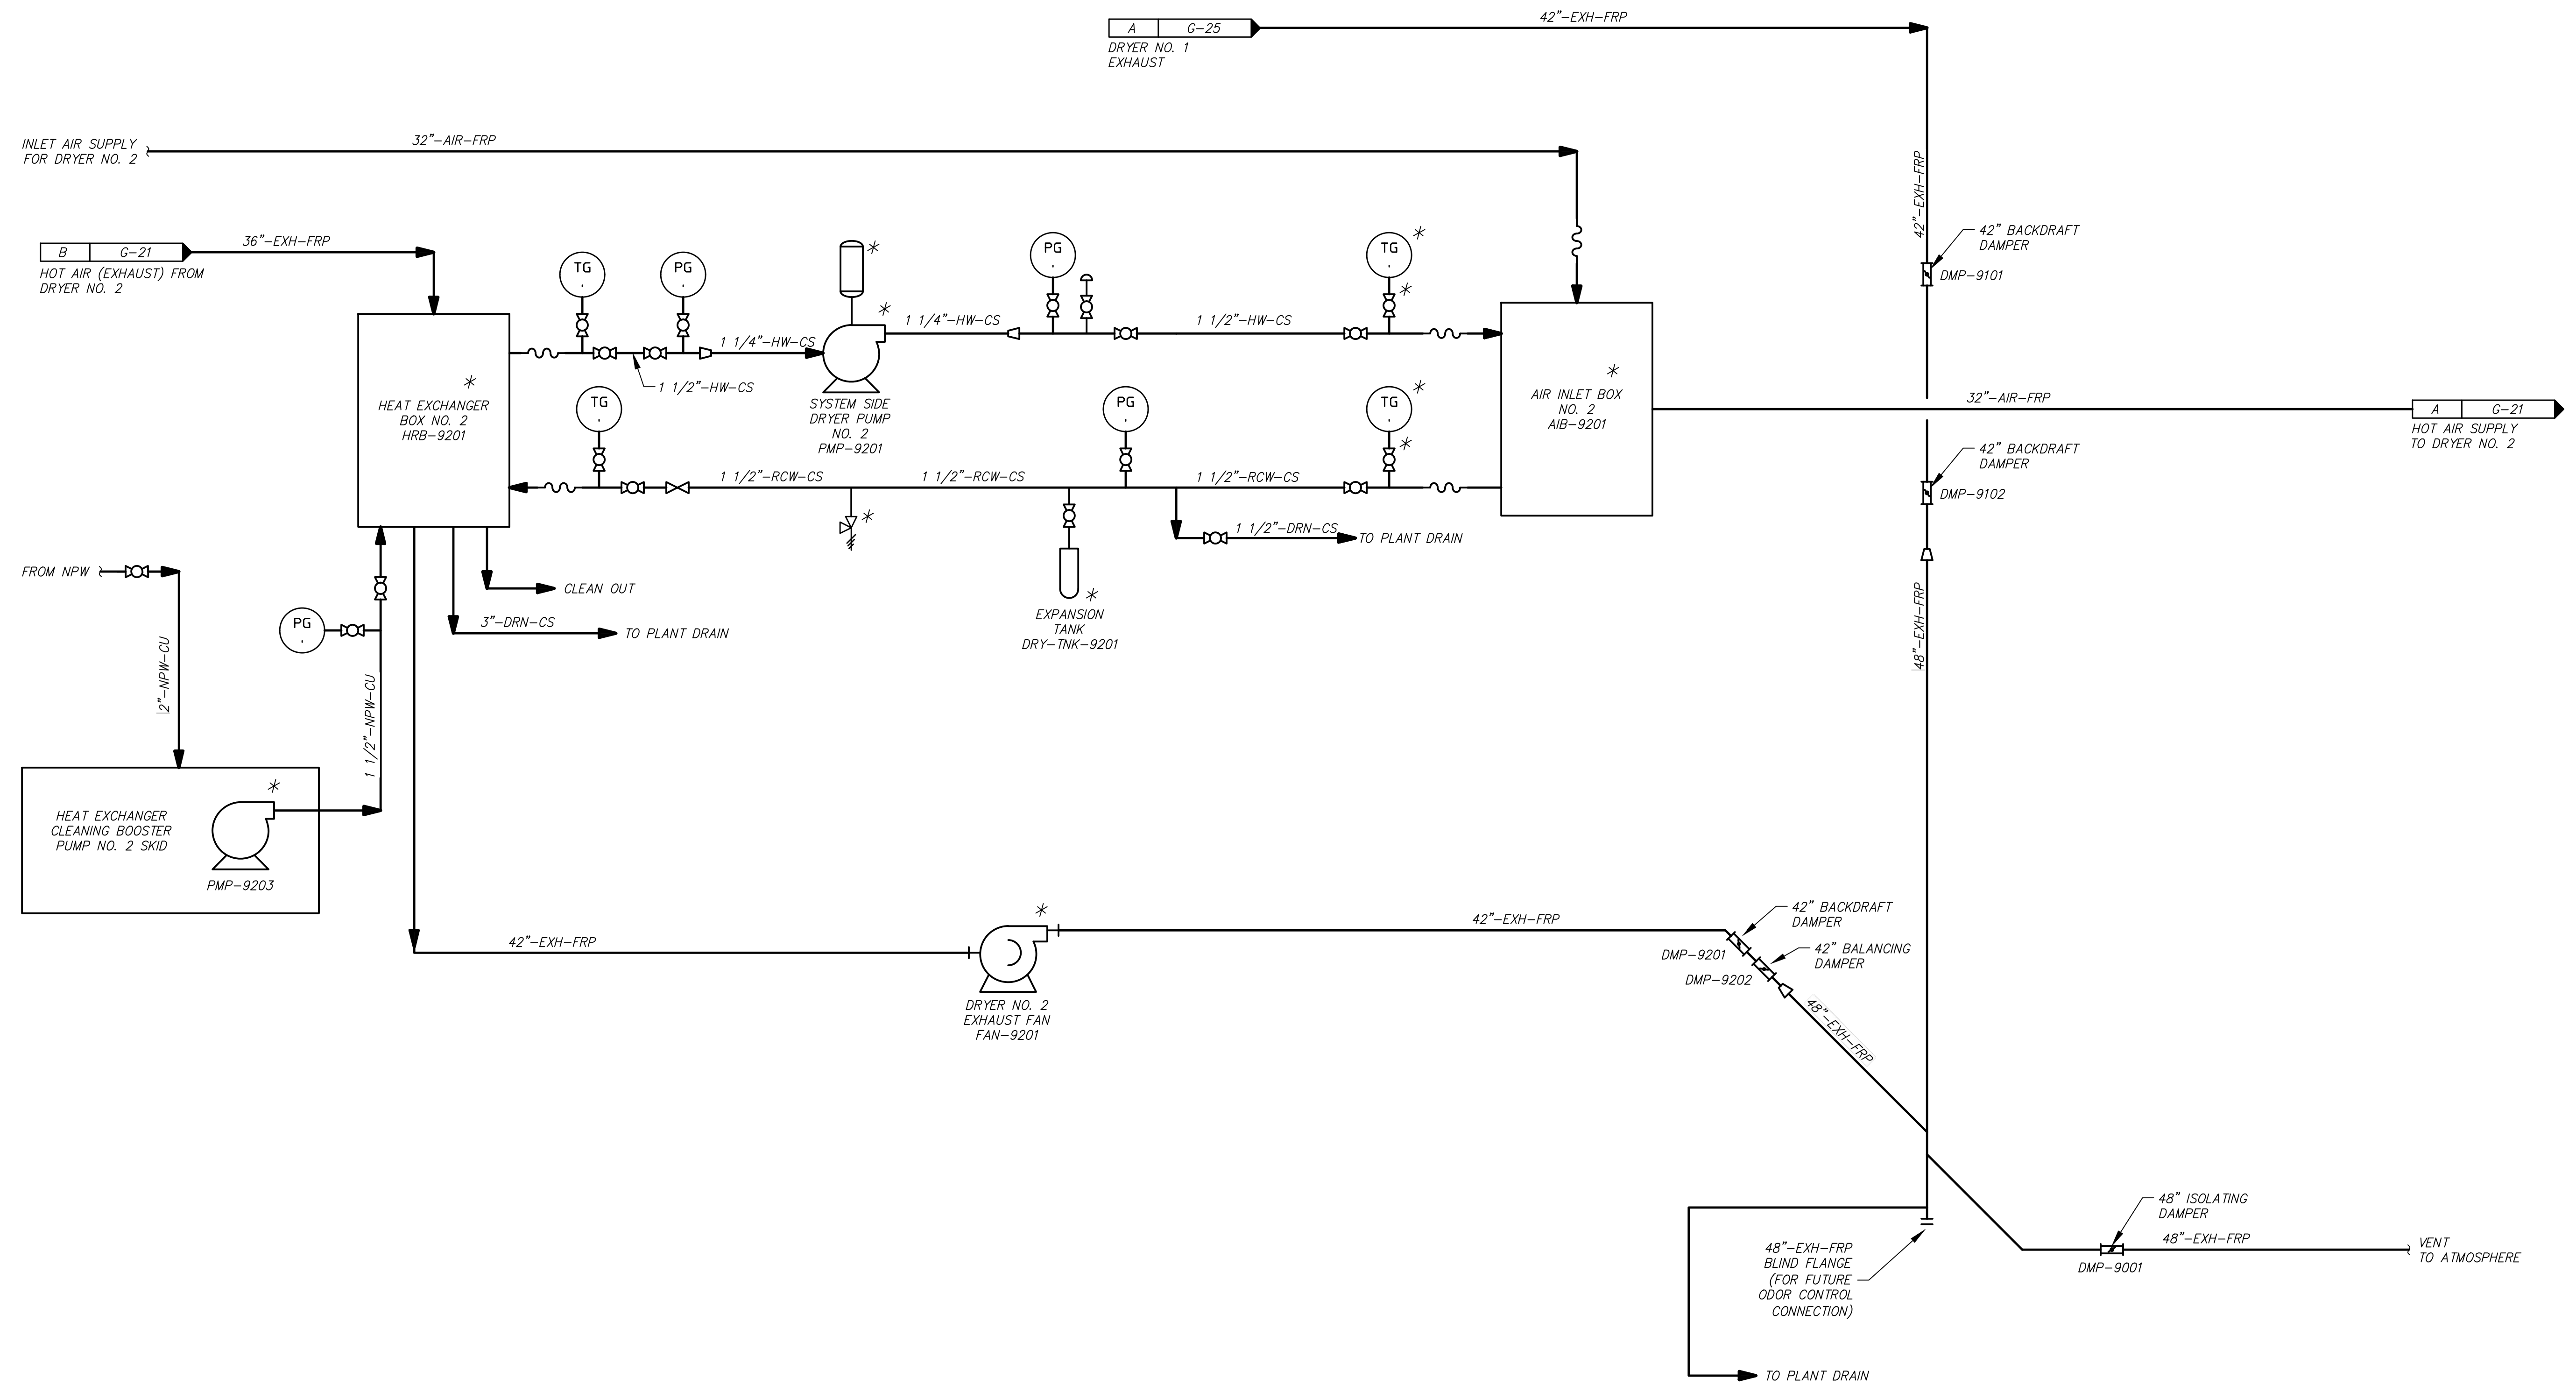 42"-EXH-FRP
A G-25
DRYER NO. 1
EXHAUST
INLET AIR SUPPLY
FOR DRYER NO. 2
32"-AIR-FRP
42"-EXH-FRP
42" BACKDRAFT
DAMPER
DMP-9101
B G-21
HOT AIR (EXHAUST) FROM
DRYER NO. 2
36"-EXH-FRP
TG
PG
PG
TG
1 1/4"-HW-CS
1 1/2"-HW-CS
1 1/4"-HW-CS
1 1/2"-HW-CS
HEAT EXCHANGER
BOX NO. 2
HRB-9201
SYSTEM SIDE
DRYER PUMP
NO. 2
PMP-9201
AIR INLET BOX
NO. 2
AIB-9201
32"-AIR-FRP
A G-21
HOT AIR SUPPLY
TO DRYER NO. 2
TG
PG
TG
1 1/2"-RCW-CS
1 1/2"-RCW-CS
1 1/2"-RCW-CS
42" BACKDRAFT
DAMPER
DMP-9102
1 1/2"-DRN-CS
TO PLANT DRAIN
EXPANSION
TANK
DRY-TNK-9201
FROM NPW
CLEAN OUT
3"-DRN-CS
TO PLANT DRAIN
PG
2"-NPW-CU
1 1/2"-NPW-CU
48"-EXH-FRP
HEAT EXCHANGER
CLEANING BOOSTER
PUMP NO. 2 SKID
PMP-9203
42"-EXH-FRP
DRYER NO. 2
EXHAUST FAN
FAN-9201
42"-EXH-FRP
42" BACKDRAFT
DAMPER
DMP-9201
42" BALANCING
DAMPER
DMP-9202
48"-EXH-FRP
48" ISOLATING
DAMPER
48"-EXH-FRP
DMP-9001
VENT
TO ATMOSPHERE
48"-EXH-FRP
BLIND FLANGE
(FOR FUTURE
ODOR CONTROL
CONNECTION)
TO PLANT DRAIN